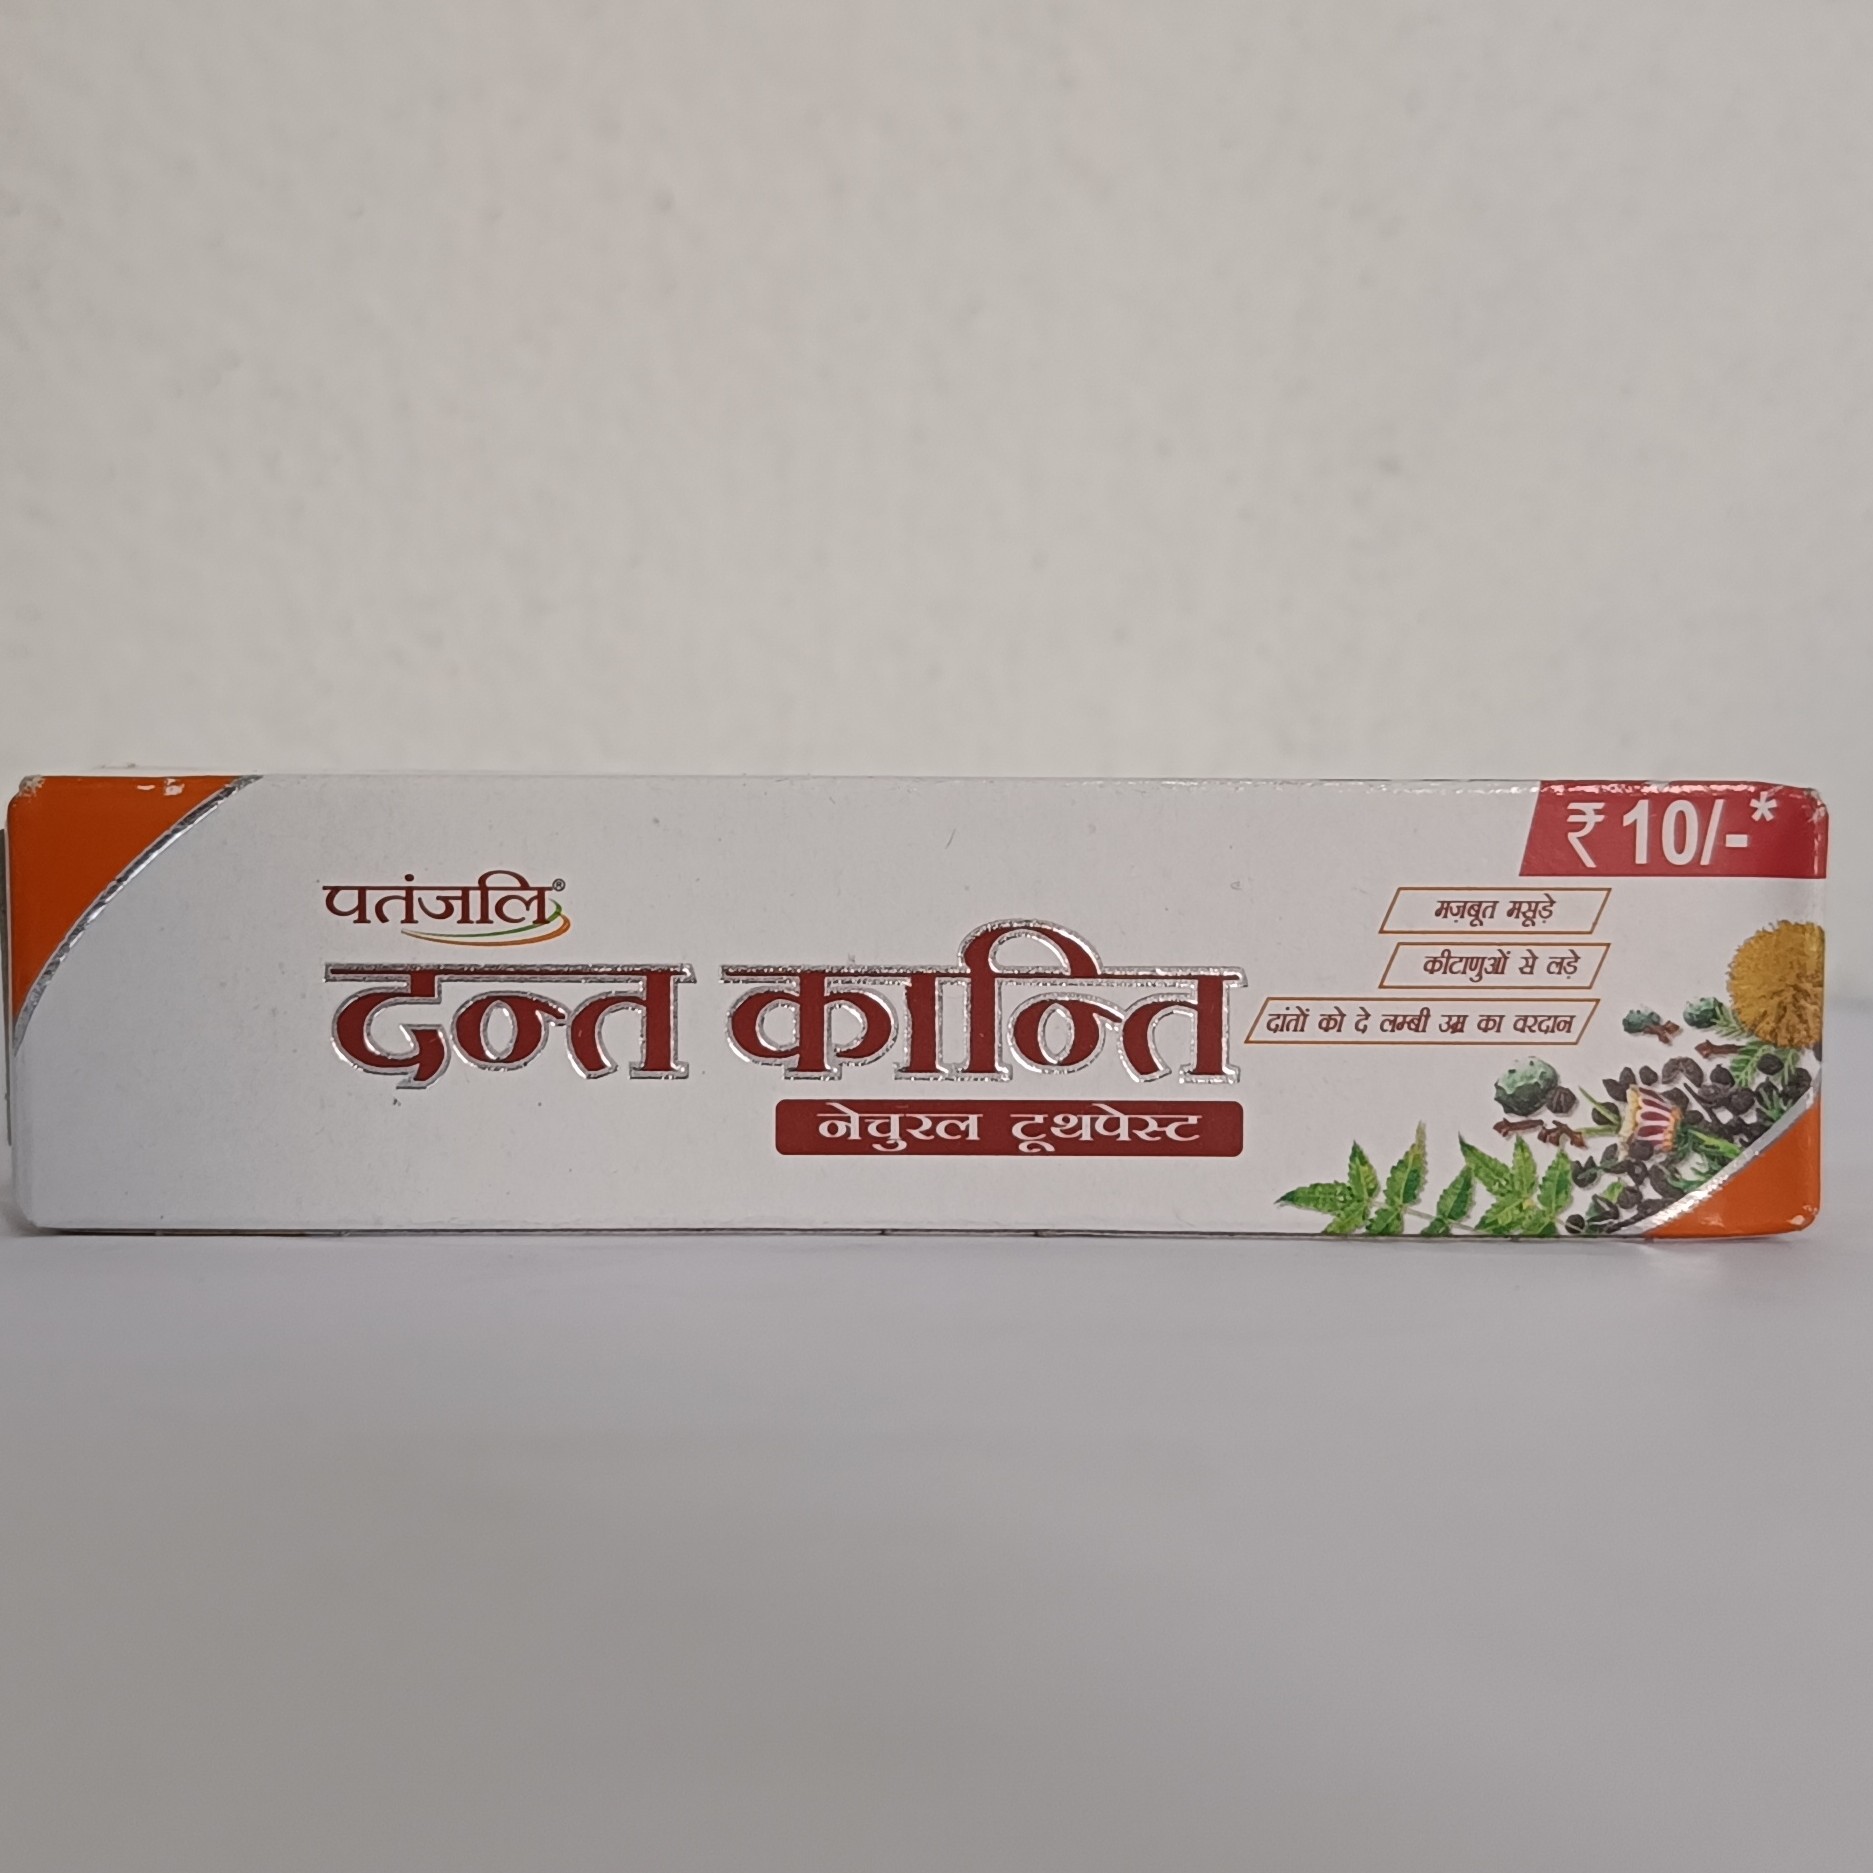 ₹ 10/-*
पतंजलि®
दन्त कान्ति
नेचुरल टूथपेस्ट
मज़बूत मसूड़े
कीटाणुओं से लड़े
दांतों को दे लम्बी उम्र का वरदान